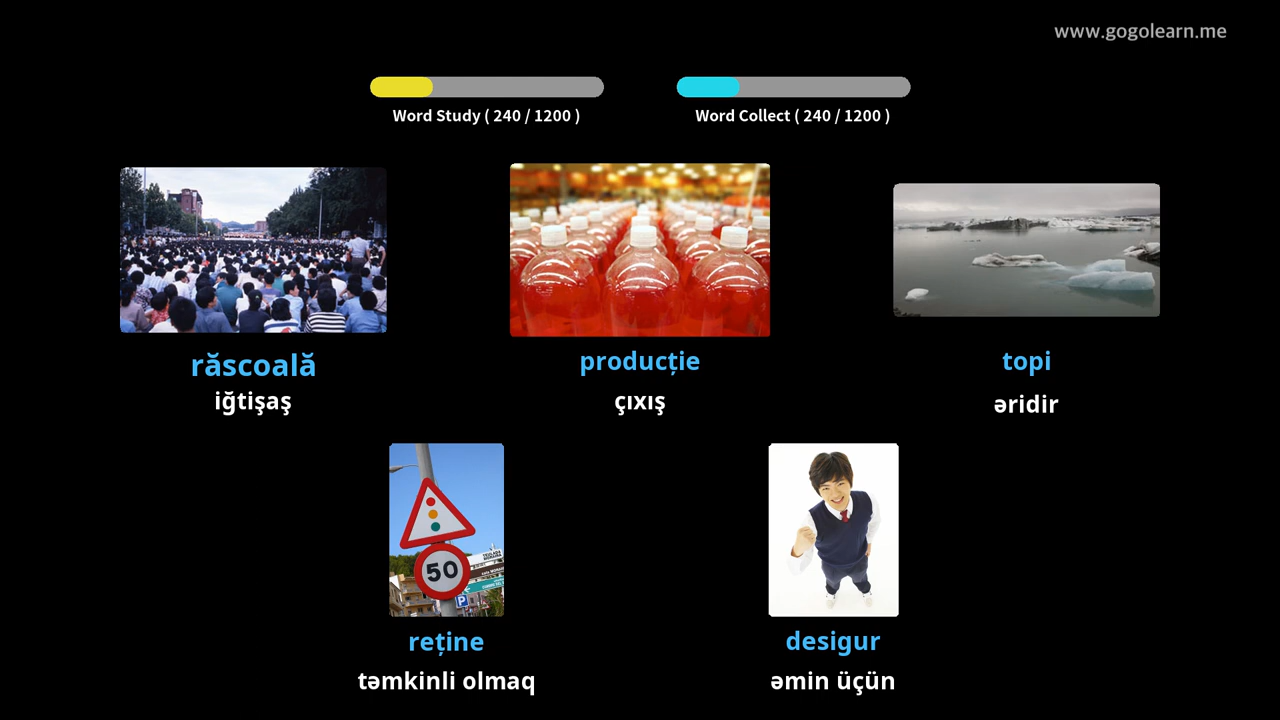 www.gogolearn.me
Word Study ( 240 / 1200 )
Word Collect ( 240 / 1200 )
răscoală
iğtişaş
producție
çıxış
topi
əridir
50
P
reține
təmkinli olmaq
desigur
əmin üçün